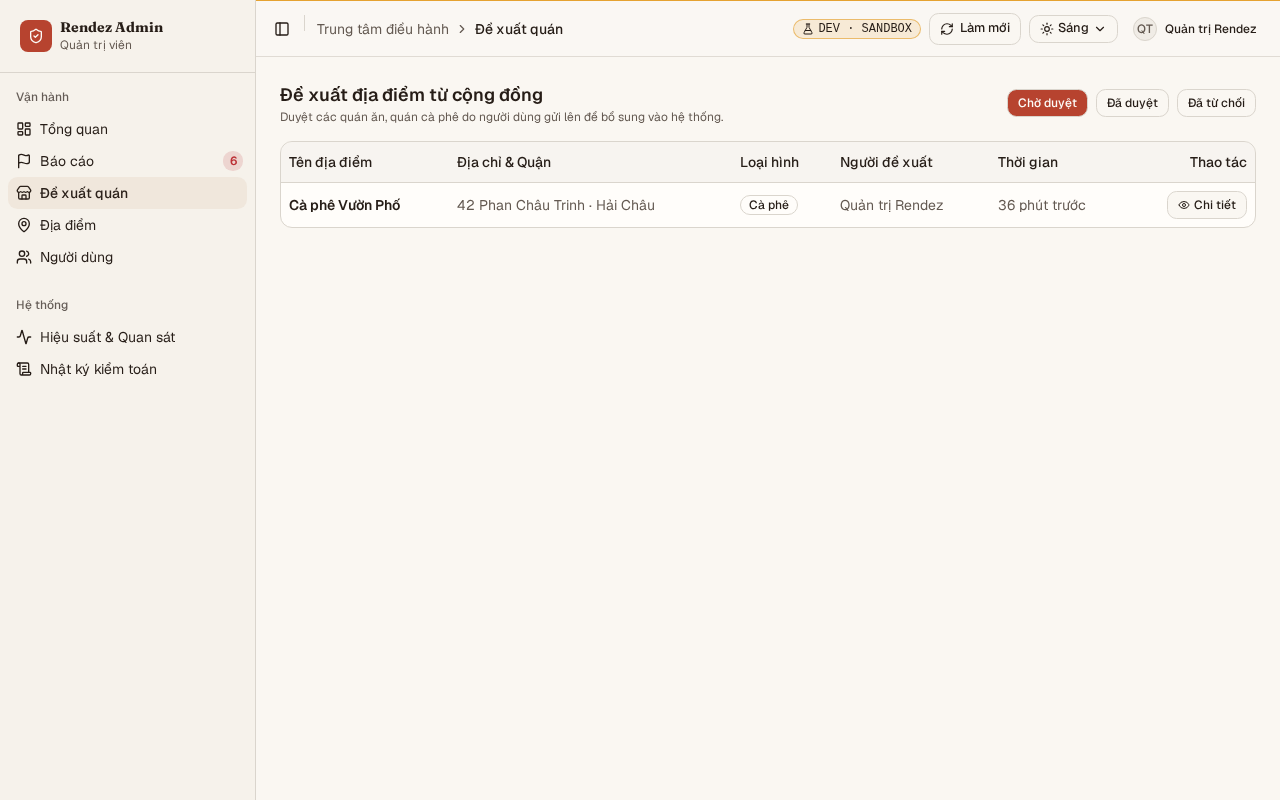 Rendez Admin
Quản trị viên
Vận hành
Tổng quan
Báo cáo 6
Đề xuất quán
Địa điểm
Người dùng
Hệ thống
Hiệu suất & Quan sát
Nhật ký kiểm toán
Trung tâm điều hành > Đề xuất quán
DEV · SANDBOX
Làm mới
Sáng
QT Quản trị Rendez
Đề xuất địa điểm từ cộng đồng
Duyệt các quán ăn, quán cà phê do người dùng gửi lên để bổ sung vào hệ thống.
Chờ duyệt Đã duyệt Đã từ chối
Tên địa điểm Địa chỉ & Quận Loại hình Người đề xuất Thời gian Thao tác
Cà phê Vườn Phố 42 Phan Châu Trinh · Hải Châu Cà phê Quản trị Rendez 36 phút trước Chi tiết